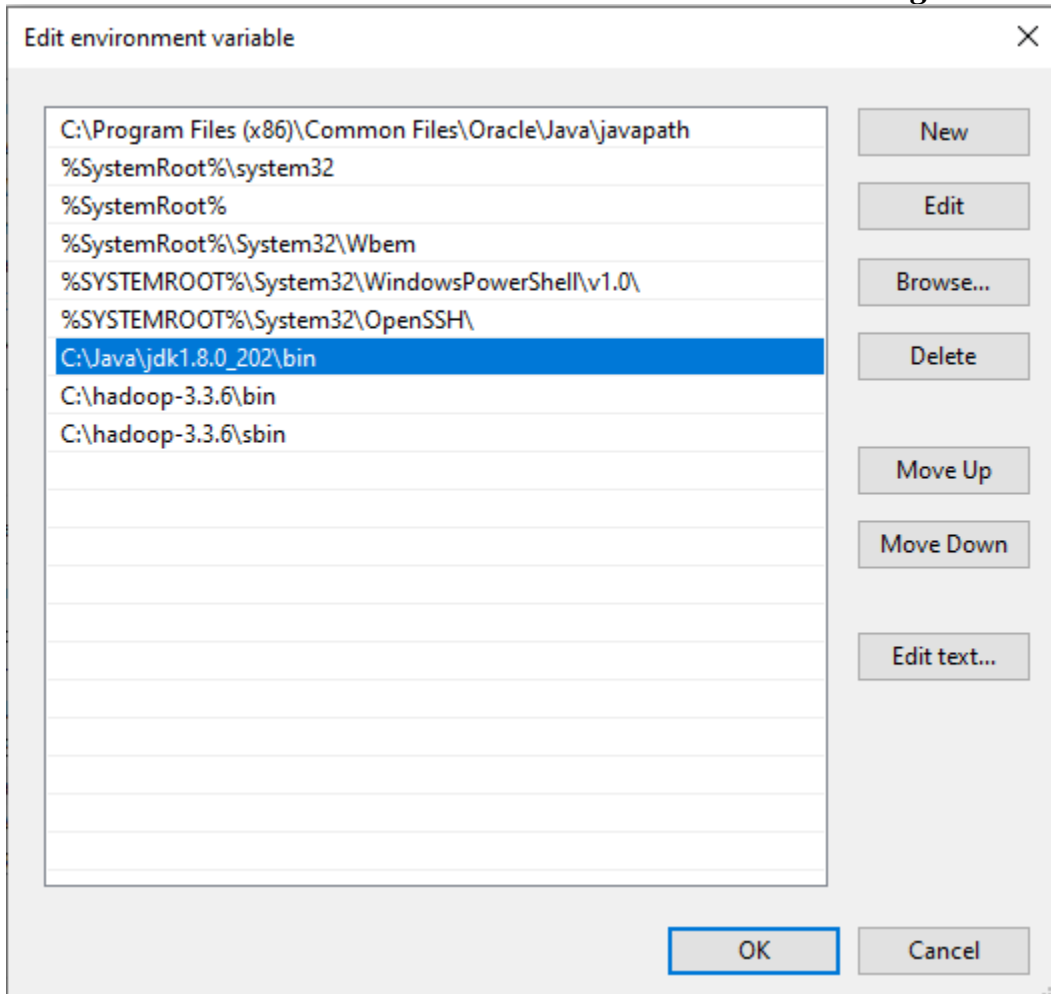 Edit environment variable
C:\Program Files (x86)\Common Files\Oracle\Java\javapath
%SystemRoot%\system32
%SystemRoot%
%SystemRoot%\System32\Wbem
%SYSTEMROOT%\System32\WindowsPowerShell\v1.0\
%SYSTEMROOT%\System32\OpenSSH\
C:\Java\jdk1.8.0_202\bin
C:\hadoop-3.3.6\bin
C:\hadoop-3.3.6\sbin
New
Edit
Browse...
Delete
Move Up
Move Down
Edit text...
OK
Cancel